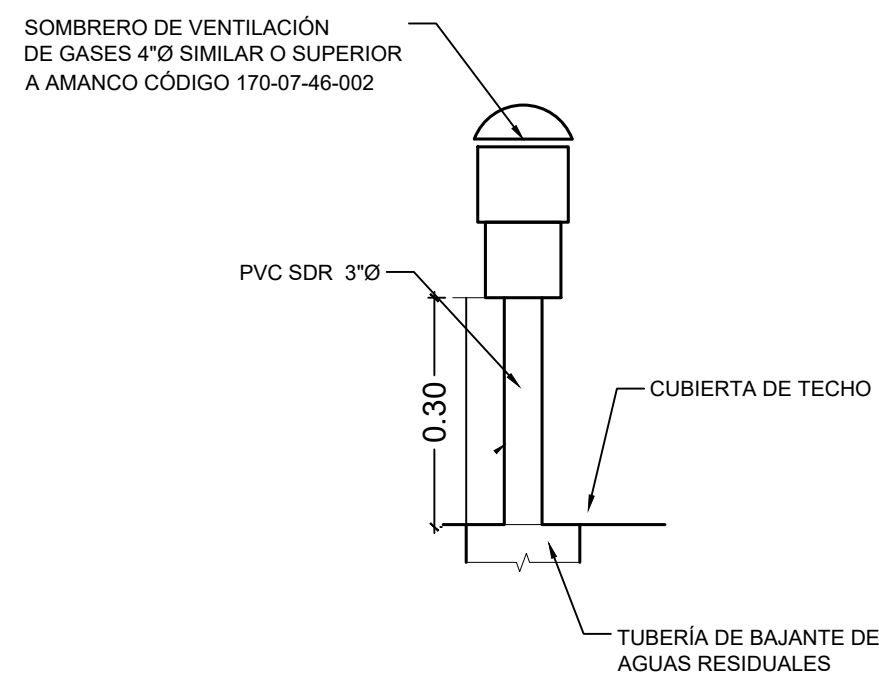 SOMBRERO DE VENTILACIÓN
DE GASES 4"Ø SIMILAR O SUPERIOR
A AMANCO CÓDIGO 170-07-46-002
PVC SDR 3"Ø
0.30
CUBIERTA DE TECHO
TUBERÍA DE BAJANTE DE
AGUAS RESIDUALES